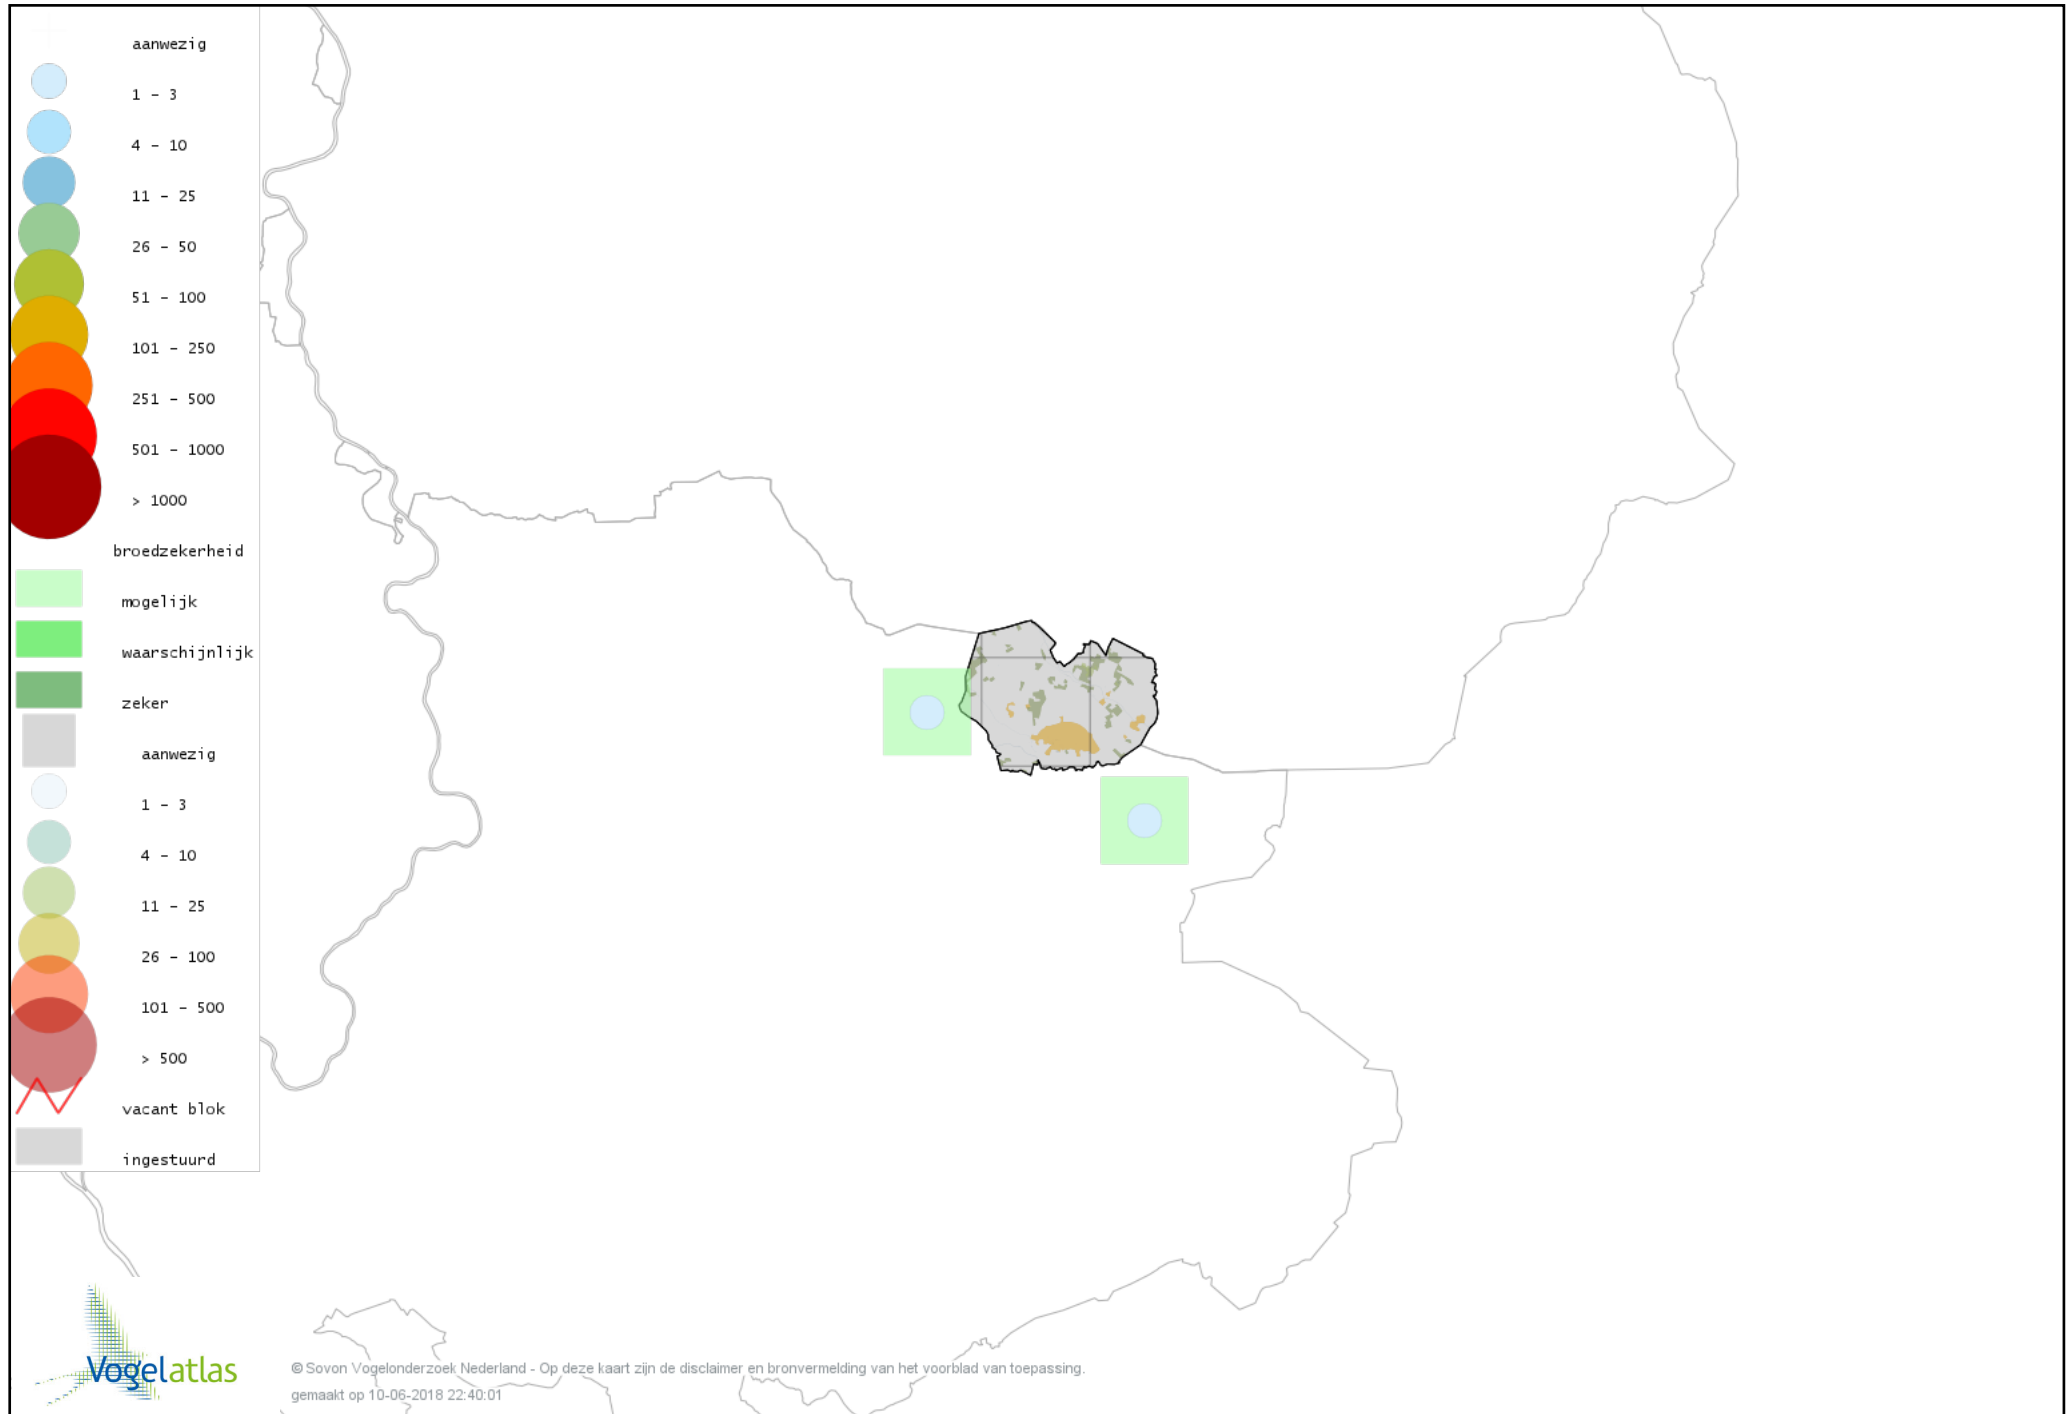 aanwezig
1 - 3
4 - 10
11 - 25
26 - 50
51 - 100
101 - 250
251 - 500
501 - 1000
> 1000
broedzekerheid
mogelijk
waarschijnlijk
zeker
aanwezig
1 - 3
4 - 10
11 - 25
26 - 100
101 - 500
> 500
vacant blok
ingestuurd
Vogelatlas
© Sovon Vogelonderzoek Nederland - Op deze kaart zijn de disclaimer en bronvermelding van het voorblad van toepassing.
gemaakt op 10-06-2018 22:40:01